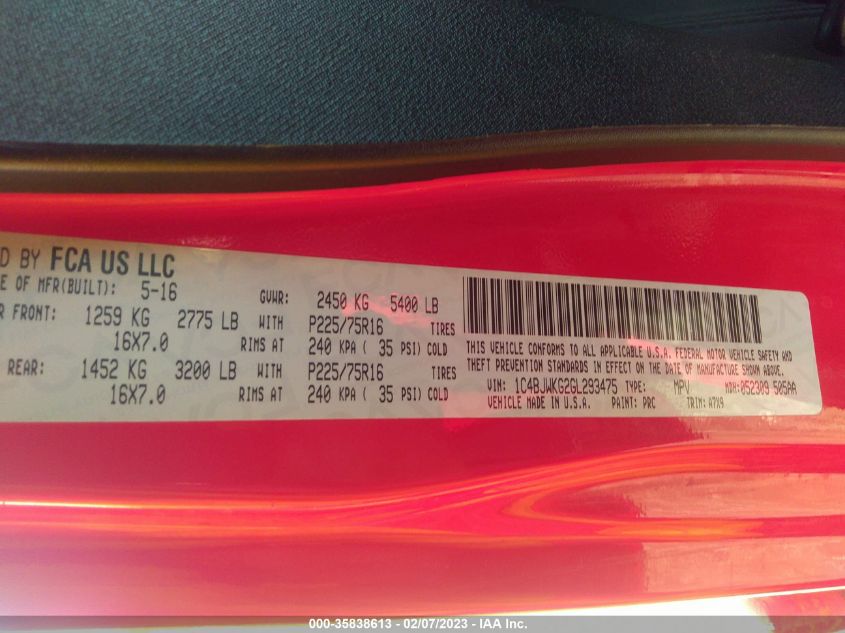 D BY FCA US LLC
E OF MFR(BUILT): 5-16 GVWR: 2450 KG 5400 LB
R FRONT: 1259 KG 2775 LB WITH P225/75R16 TIRES
16X7.0 RIMS AT 240 KPA ( 35 PSI) COLD
REAR: 1452 KG 3200 LB WITH P225/75R16 TIRES
16X7.0 RIMS AT 240 KPA ( 35 PSI) COLD
THIS VEHICLE CONFORMS TO ALL APPLICABLE U.S.A. FEDERAL MOTOR VEHICLE SAFETY AND
THEFT PREVENTION STANDARDS IN EFFECT ON THE DATE OF MANUFACTURE SHOWN ABOVE.
VIN: 1C4BJWKG2GL293475 TYPE: MPV MDH: 052309 505AA
VEHICLE MADE IN U.S.A. PAINT: PRC TRIM: A7X9
000-35838613 - 02/07/2023 - IAA Inc.